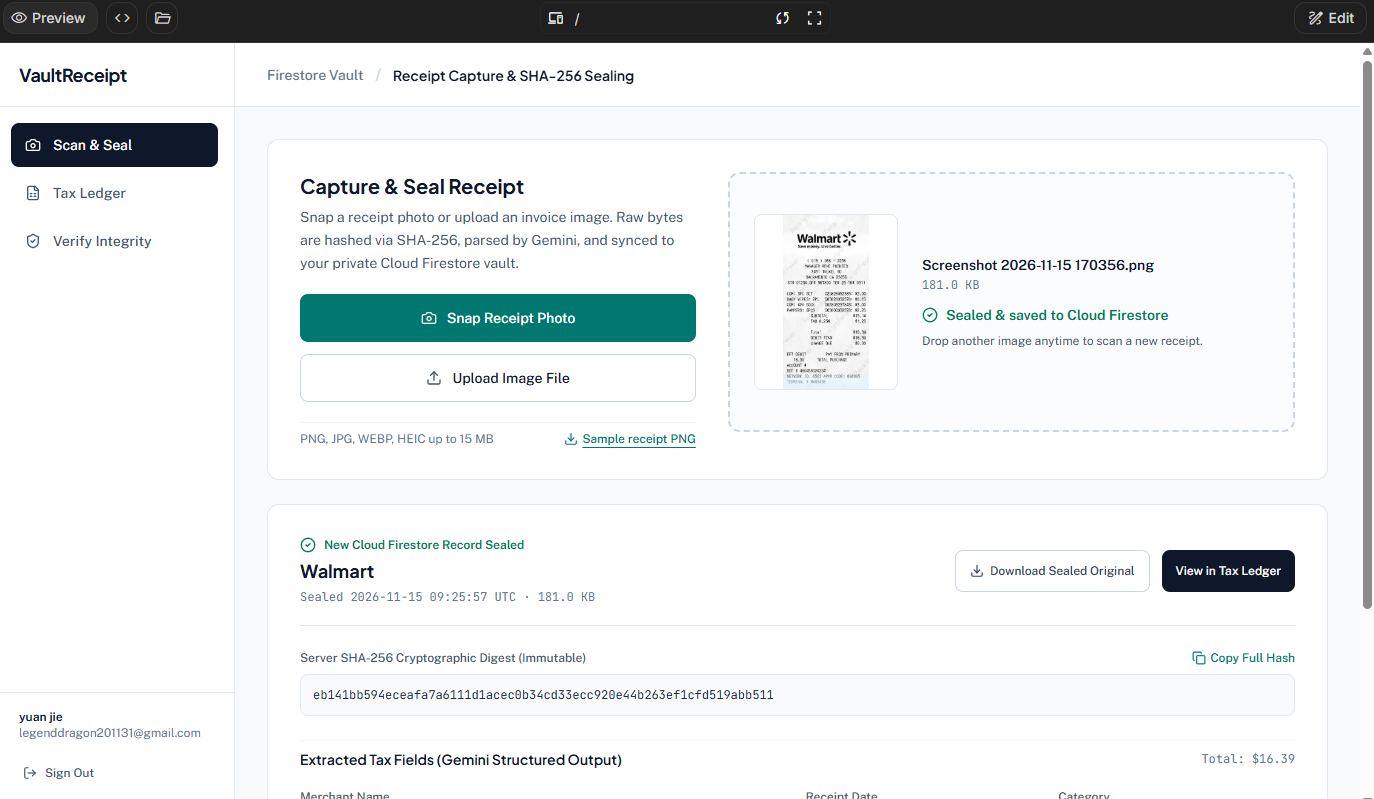 Preview
/
Edit
VaultReceipt
Firestore Vault / Receipt Capture & SHA-256 Sealing
Scan & Seal
Tax Ledger
Verify Integrity
Capture & Seal Receipt
Snap a receipt photo or upload an invoice image. Raw bytes
are hashed via SHA-256, parsed by Gemini, and synced to
your private Cloud Firestore vault.
Snap Receipt Photo
Upload Image File
PNG, JPG, WEBP, HEIC up to 15 MB
Sample receipt PNG
Walmart
Save money. Live better.
Screenshot 2026-11-15 170356.png
181.0 KB
Sealed & saved to Cloud Firestore
Drop another image anytime to scan a new receipt.
New Cloud Firestore Record Sealed
Walmart
Sealed 2026-11-15 09:25:57 UTC · 181.0 KB
Download Sealed Original
View in Tax Ledger
Server SHA-256 Cryptographic Digest (Immutable)
Copy Full Hash
eb141bb594eceafa7a6111d1acec0b34cd33ecc920e44b263ef1cfd519abb511
Extracted Tax Fields (Gemini Structured Output)
Total: $16.39
Merchant Name
Receipt Date
Category
yuan jie
legenddragon201131@gmail.com
Sign Out